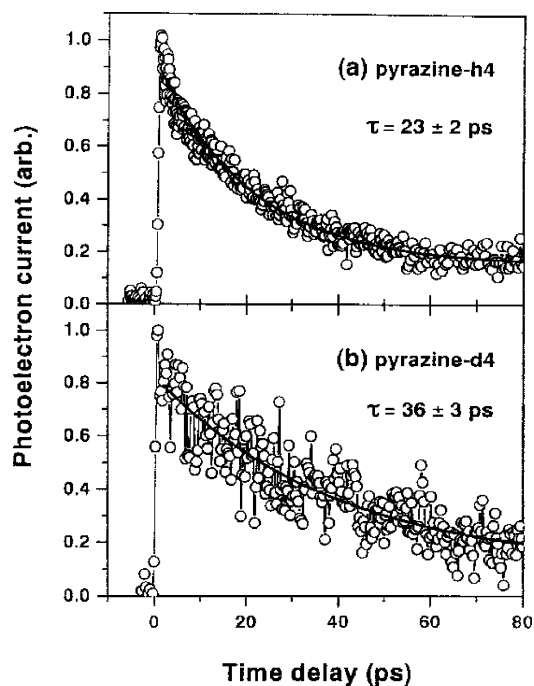 Photoelectron current (arb.)
1.0
0.8
0.6
0.4
0.2
0.0
(a) pyrazine-h4
τ = 23 ± 2 ps
1.0
0.8
0.6
0.4
0.2
0.0
(b) pyrazine-d4
τ = 36 ± 3 ps
0 20 40 60 80
Time delay (ps)